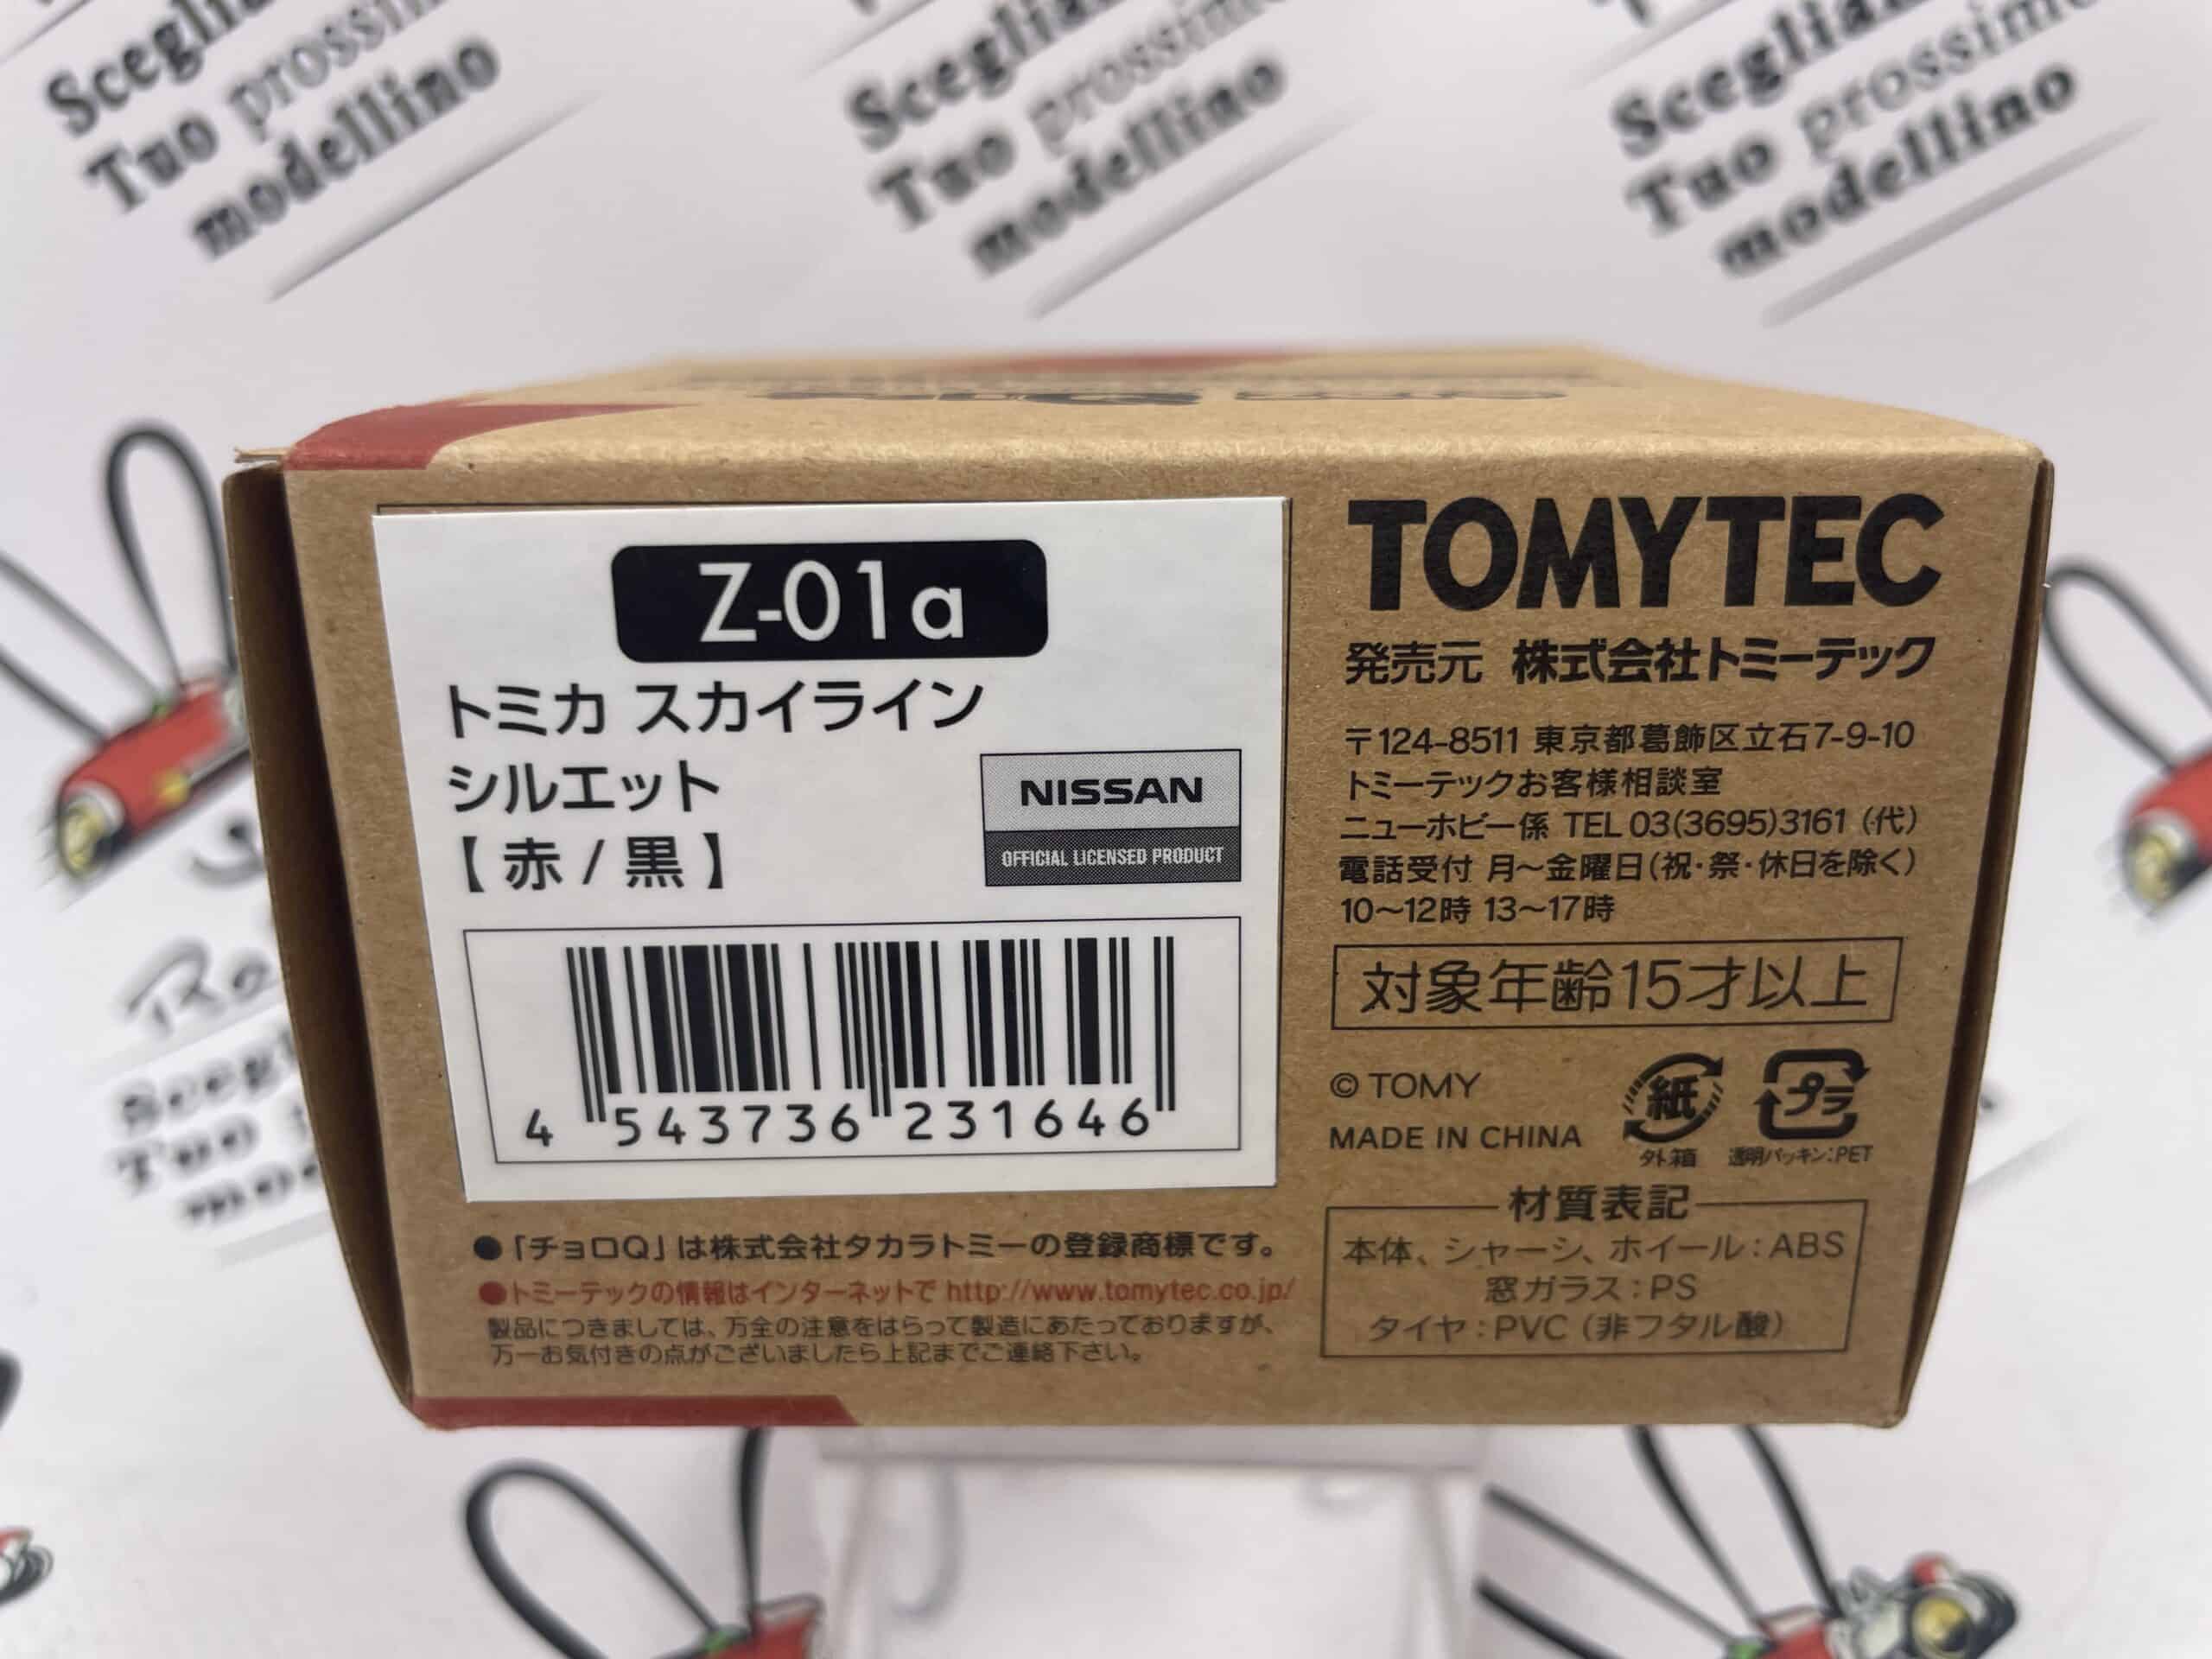 Scegli
Tuo prossimo
modellino
Scegli
Tuo prossimo
modellino
Scegli
Tuo prossimo
modellino
Z-01a
トミカ スカイライン
シルエット
【 赤 / 黒 】
NISSAN
OFFICIAL LICENSED PRODUCT
4 543736 231646
●「チョロQ」は株式会社タカラトミーの登録商標です。
●トミーテックの情報はインターネットで http://www.tomytec.co.jp/
製品につきましては、万全の注意をはらって製造にあたっておりますが、
万一お気付きの点がございましたら上記までご連絡下さい。
TOMYTEC
発売元 株式会社トミーテック
〒124-8511 東京都葛飾区立石7-9-10
トミーテックお客様相談室
ニューホビー係 TEL 03(3695)3161 (代)
電話受付 月〜金曜日(祝・祭・休日を除く)
10〜12時 13〜17時
対象年齢15才以上
© TOMY
MADE IN CHINA
紙
外箱
プラ
透明パッキン:PET
材質表記
本体、シャーシ、ホイール:ABS
窓ガラス:PS
タイヤ:PVC (非フタル酸)